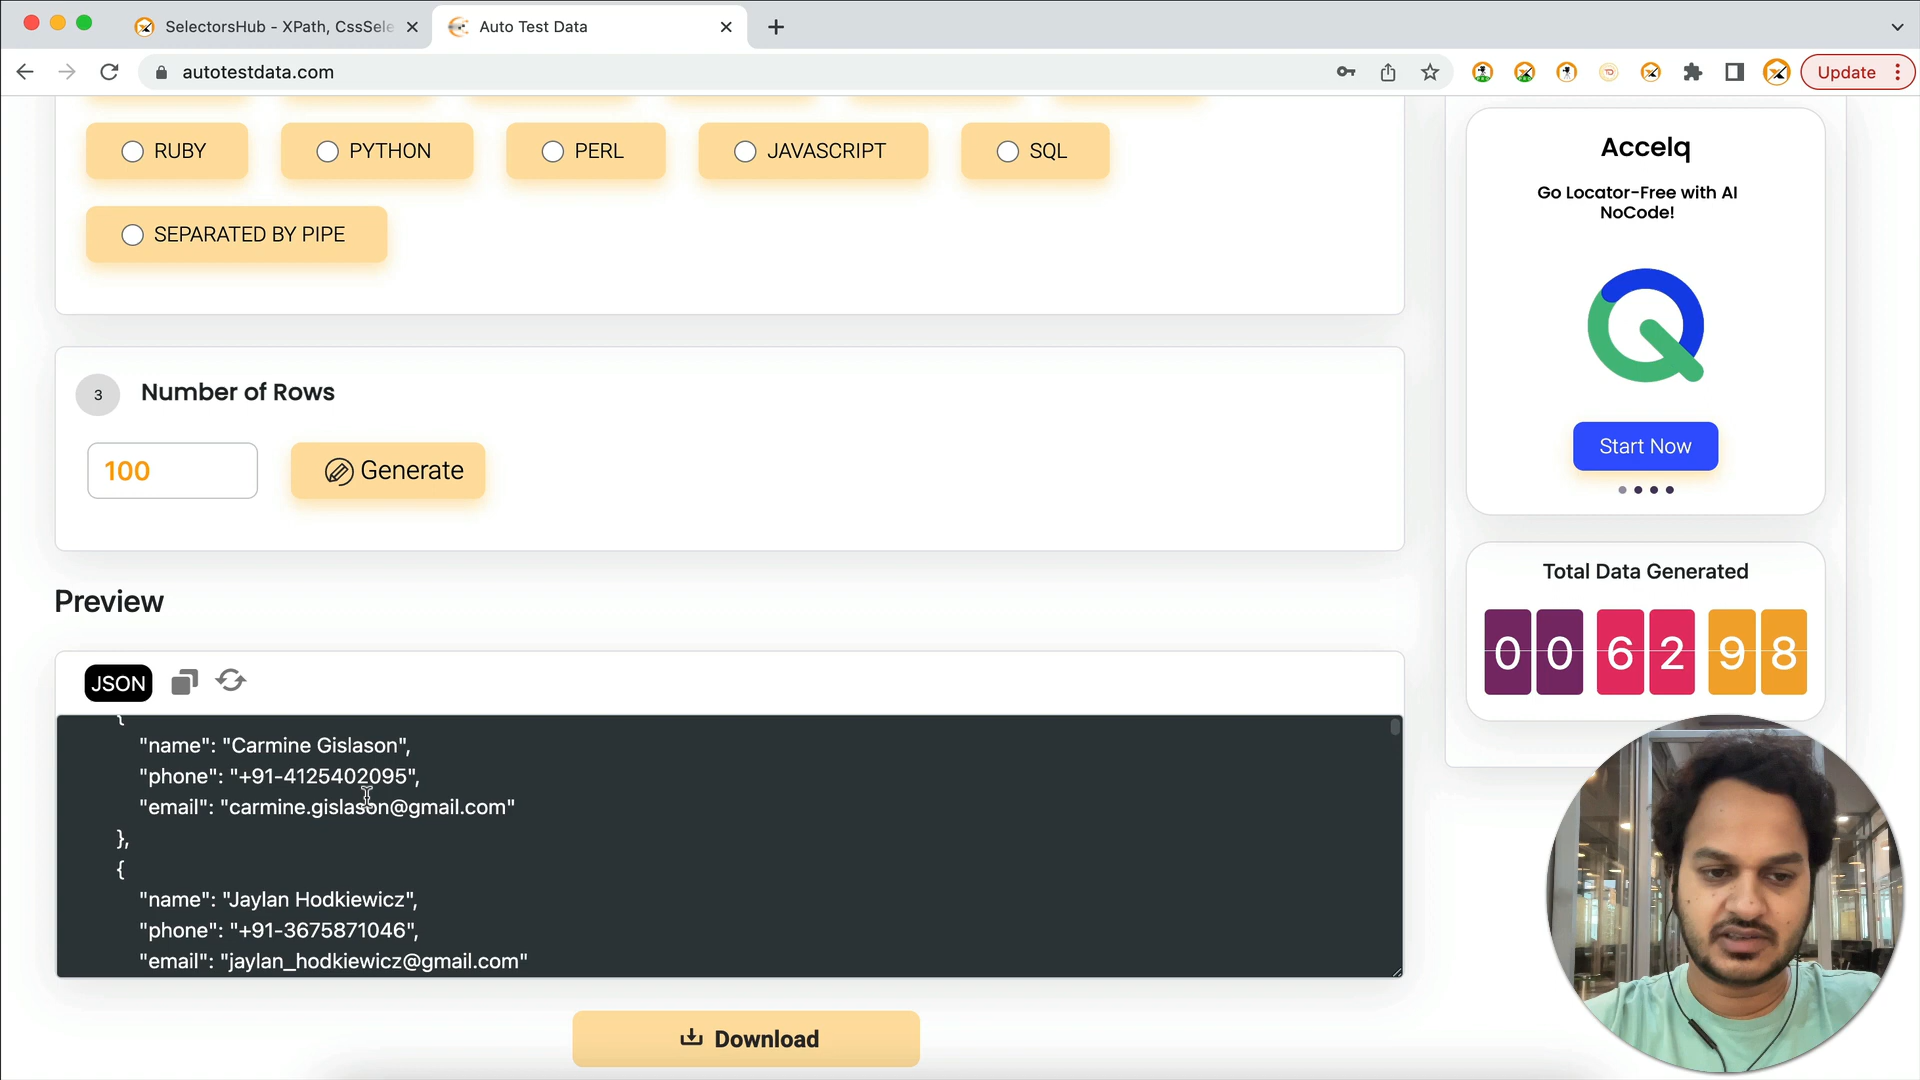 SelectorsHub - XPath, CssSele
Auto Test Data
autotestdata.com
Update
RUBY
PYTHON
PERL
JAVASCRIPT
SQL
SEPARATED BY PIPE
3
Number of Rows
100
Generate
Preview
JSON
{
"name": "Carmine Gislason",
"phone": "+91-4125402095",
"email": "carmine.gislason@gmail.com"
},
{
"name": "Jaylan Hodkiewicz",
"phone": "+91-3675871046",
"email": "jaylan_hodkiewicz@gmail.com"
Download
Accelq
Go Locator-Free with AI
NoCode!
Start Now
Total Data Generated
0 0 6 2 9 8